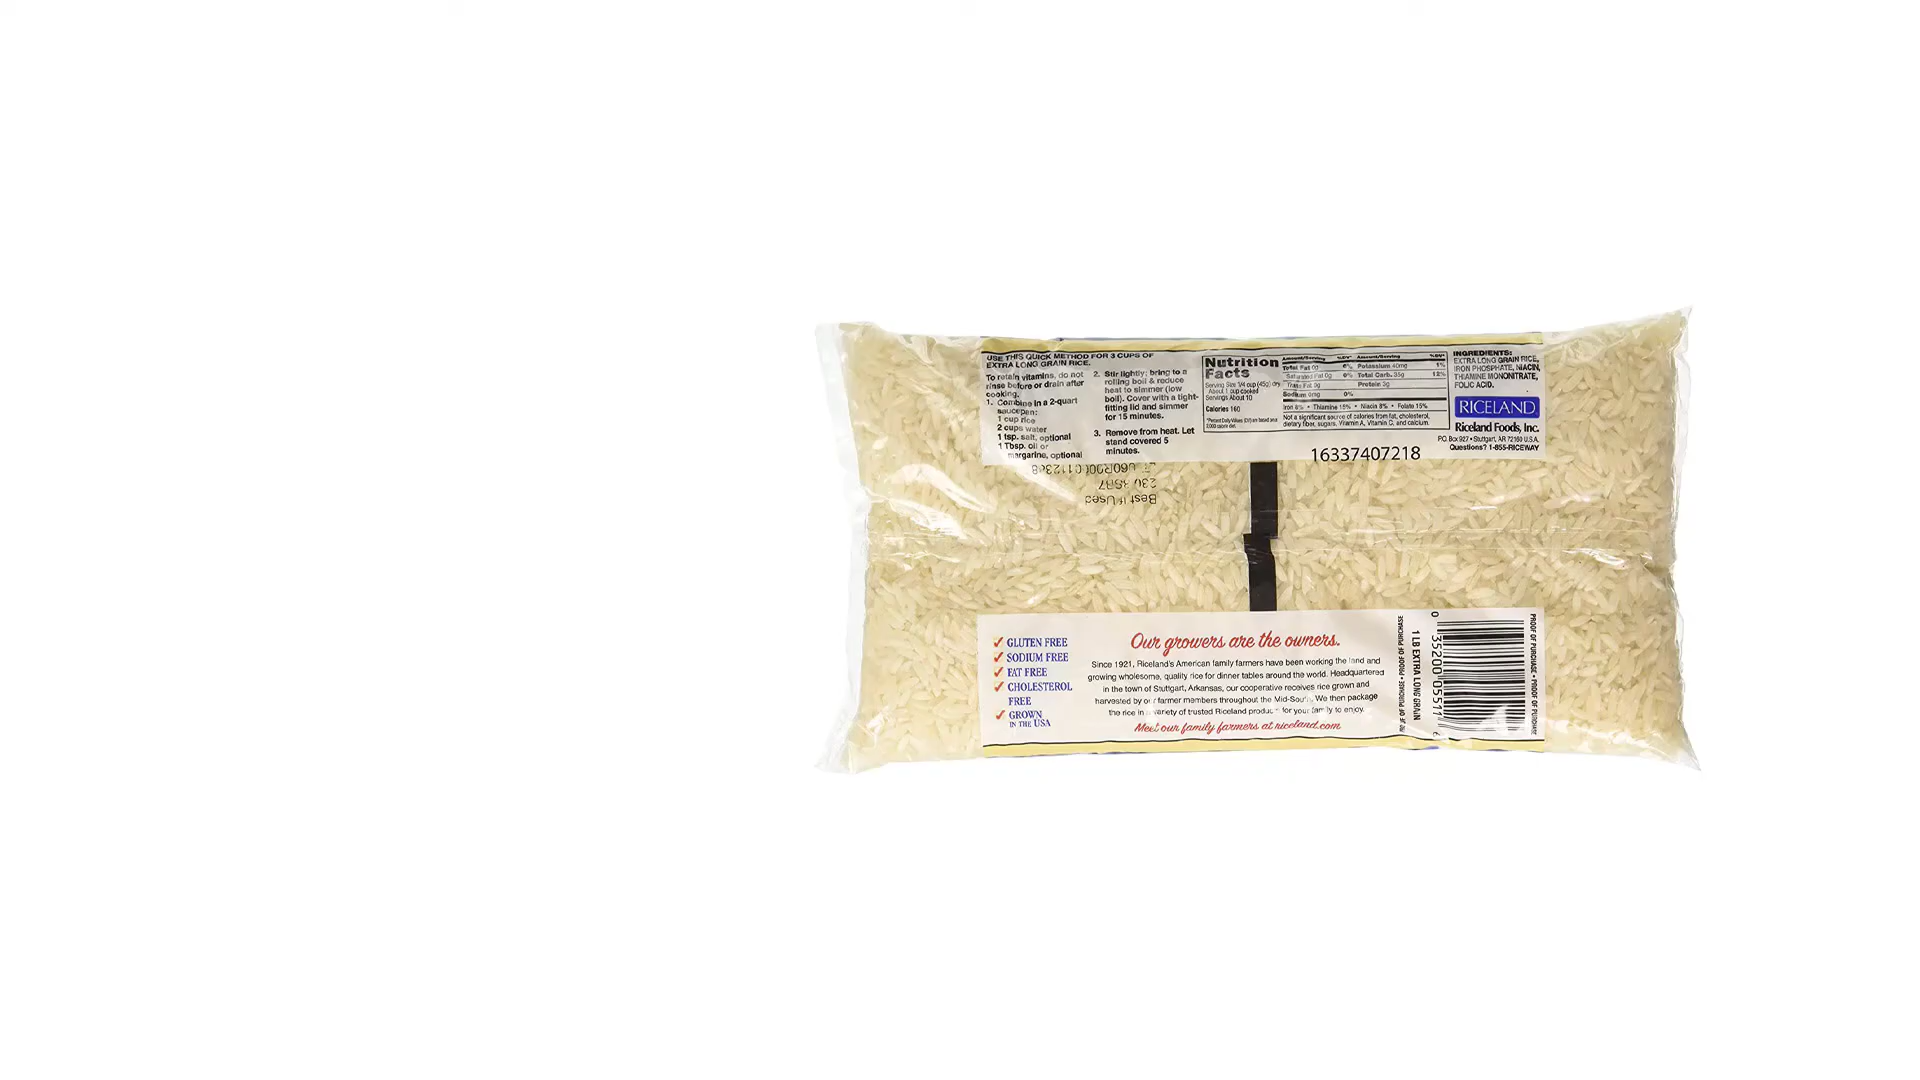 USE THIS QUICK METHOD FOR 3 CUPS OF
EXTRA LONG GRAIN RICE.
To retain vitamins, do not
rinse before or drain after
cooking.
1. Combine in a 2-quart
saucepan:
1 cup rice
2 cups water
1 tsp. salt, optional
1 Tbsp. oil or
margarine, optional
2. Stir lightly; bring to a
rolling boil & reduce
heat to simmer (low
boil). Cover with a tight-
fitting lid and simmer
for 15 minutes.
3. Remove from heat. Let
stand covered 5
minutes.
Nutrition
Facts
Serving Size 1/4 cup (45g) dry
About 1 cup cooked
Servings About 10
Calories 160
*Percent Daily Values (DV) are based on a
2,000 calorie diet.
Amount/Serving %DV* Amount/Serving %DV*
Total Fat 0g 0% Potassium 40mg 1%
Saturated Fat 0g 0% Total Carb. 35g 12%
Trans Fat 0g Protein 3g
Sodium 0mg 0%
Iron 8% • Thiamine 15% • Niacin 8% • Folate 15%
Not a significant source of calories from fat, cholesterol,
dietary fiber, sugars, Vitamin A, Vitamin C, and calcium.
INGREDIENTS:
EXTRA LONG GRAIN RICE,
IRON PHOSPHATE, NIACIN,
THIAMINE MONONITRATE,
FOLIC ACID.
RICELAND
Riceland Foods, Inc.
P.O. Box 927 • Stuttgart, AR 72160 U.S.A.
Questions? 1-855-RICEWAY
16337407218
Best if Used
GLUTEN FREE
SODIUM FREE
FAT FREE
CHOLESTEROL
FREE
GROWN
IN THE USA
Our growers are the owners.
Since 1921, Riceland's American family farmers have been working the land and
growing wholesome, quality rice for dinner tables around the world. Headquartered
in the town of Stuttgart, Arkansas, our cooperative receives rice grown and
harvested by our farmer members throughout the Mid-South. We then package
the rice in variety of trusted Riceland products for your family to enjoy.
Meet our family farmers at riceland.com
PROOF OF PURCHASE • PROOF OF PURCHASE
1 LB EXTRA LONG GRAIN
0 35200 05511 2
PROOF OF PURCHASE • PROOF OF PURCHASE